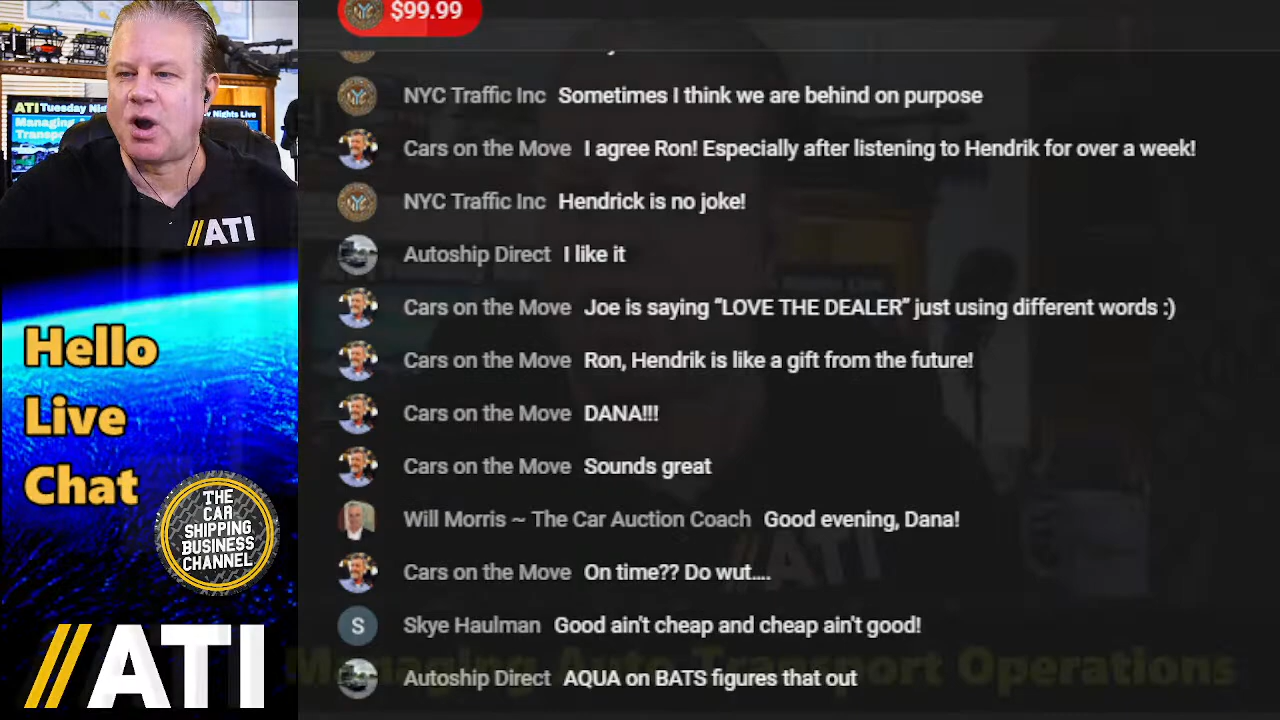 $99.99
NYC Traffic Inc Sometimes I think we are behind on purpose
Cars on the Move I agree Ron! Especially after listening to Hendrik for over a week!
NYC Traffic Inc Hendrick is no joke!
Autoship Direct I like it
Cars on the Move Joe is saying “LOVE THE DEALER” just using different words :)
Cars on the Move Ron, Hendrik is like a gift from the future!
Cars on the Move DANA!!!
Cars on the Move Sounds great
Will Morris ~ The Car Auction Coach Good evening, Dana!
Cars on the Move On time?? Do wut....
Skye Haulman Good ain't cheap and cheap ain't good!
Autoship Direct AQUA on BATS figures that out
S
ATI Tuesday
Managing
Nights Live
//ATI
Hello
Live
Chat
THE
CAR
SHIPPING
BUSINESS
CHANNEL
//ATI
//ATI
Managing Auto Transport Operations